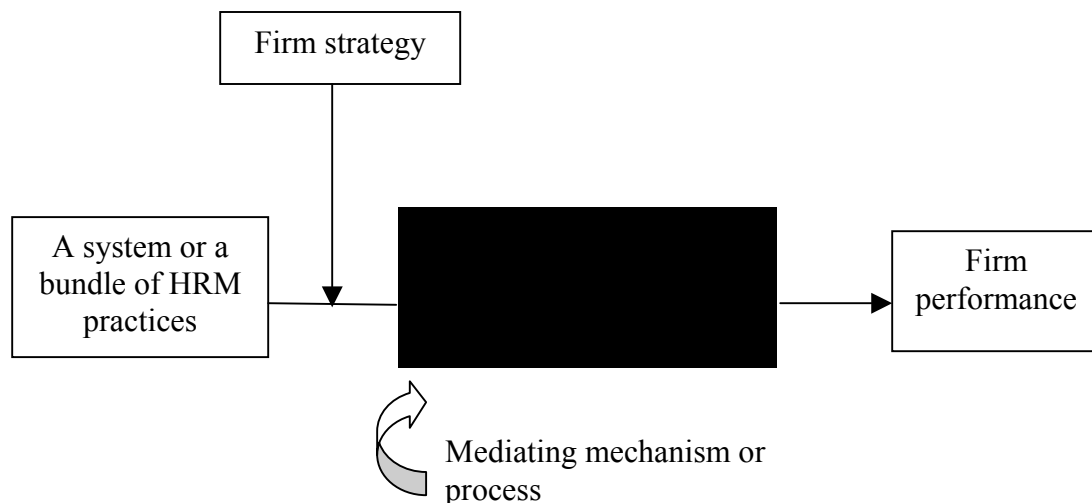 Firm strategy
A system or a
bundle of HRM
practices
Firm
performance
Mediating mechanism or
process